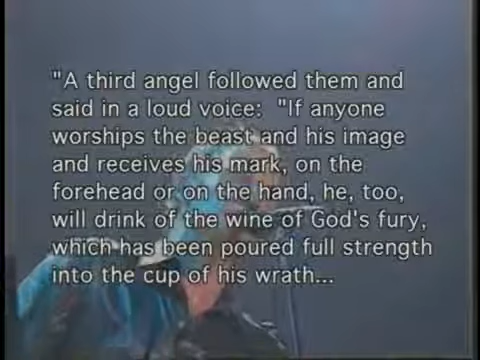 "A third angel followed them and
said in a loud voice:  "If anyone
worships the beast and his image
and receives his mark, on the
forehead or on the hand, he, too,
will drink of the wine of God's fury,
which has been poured full strength
into the cup of his wrath...